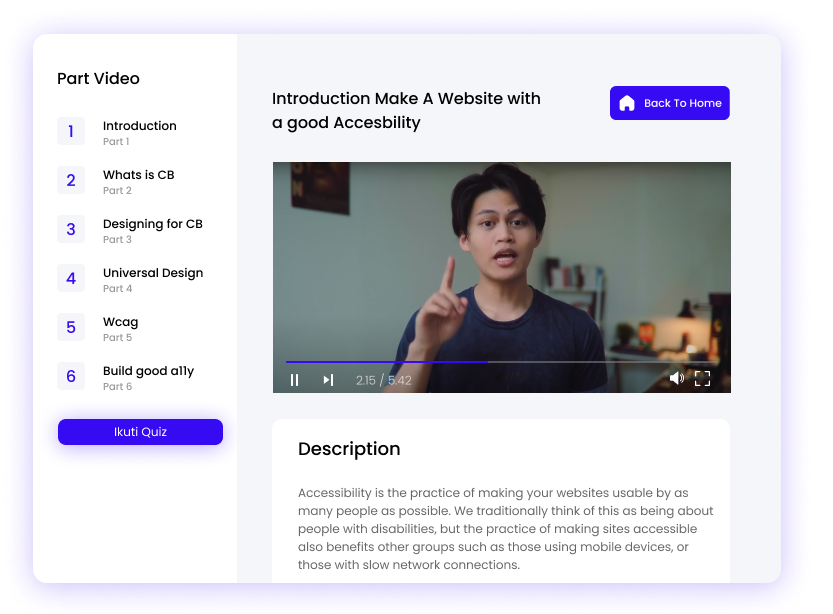 Part Video
1
Introduction
Part 1
2
Whats is CB
Part 2
3
Designing for CB
Part 3
4
Universal Design
Part 4
5
Wcag
Part 5
6
Build good a11y
Part 6
Ikuti Quiz
Introduction Make A Website with
a good Accesbility
Back To Home
2.15 / 5.42
Description
Accessibility is the practice of making your websites usable by as
many people as possible. We traditionally think of this as being about
people with disabilities, but the practice of making sites accessible
also benefits other groups such as those using mobile devices, or
those with slow network connections.